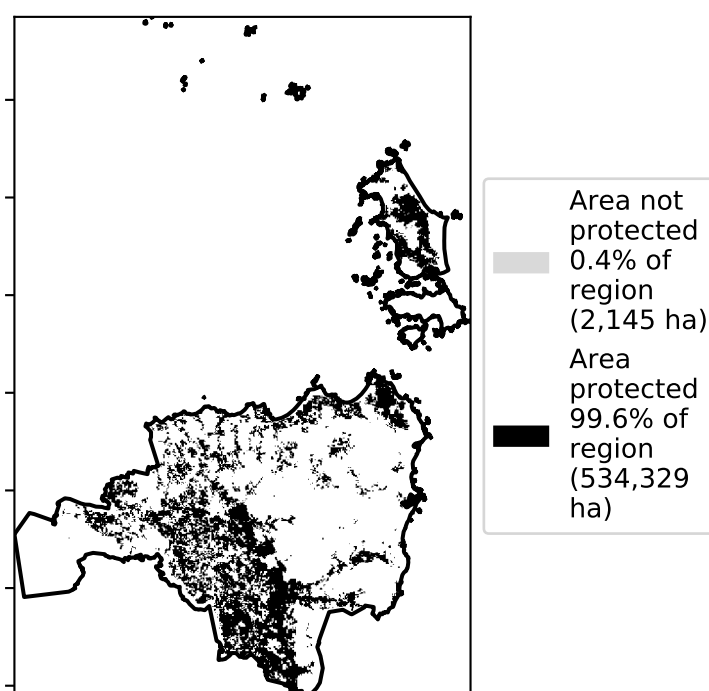 Area not
protected
0.4% of
region
(2,145 ha)
Area
protected
99.6% of
region
(534,329
ha)